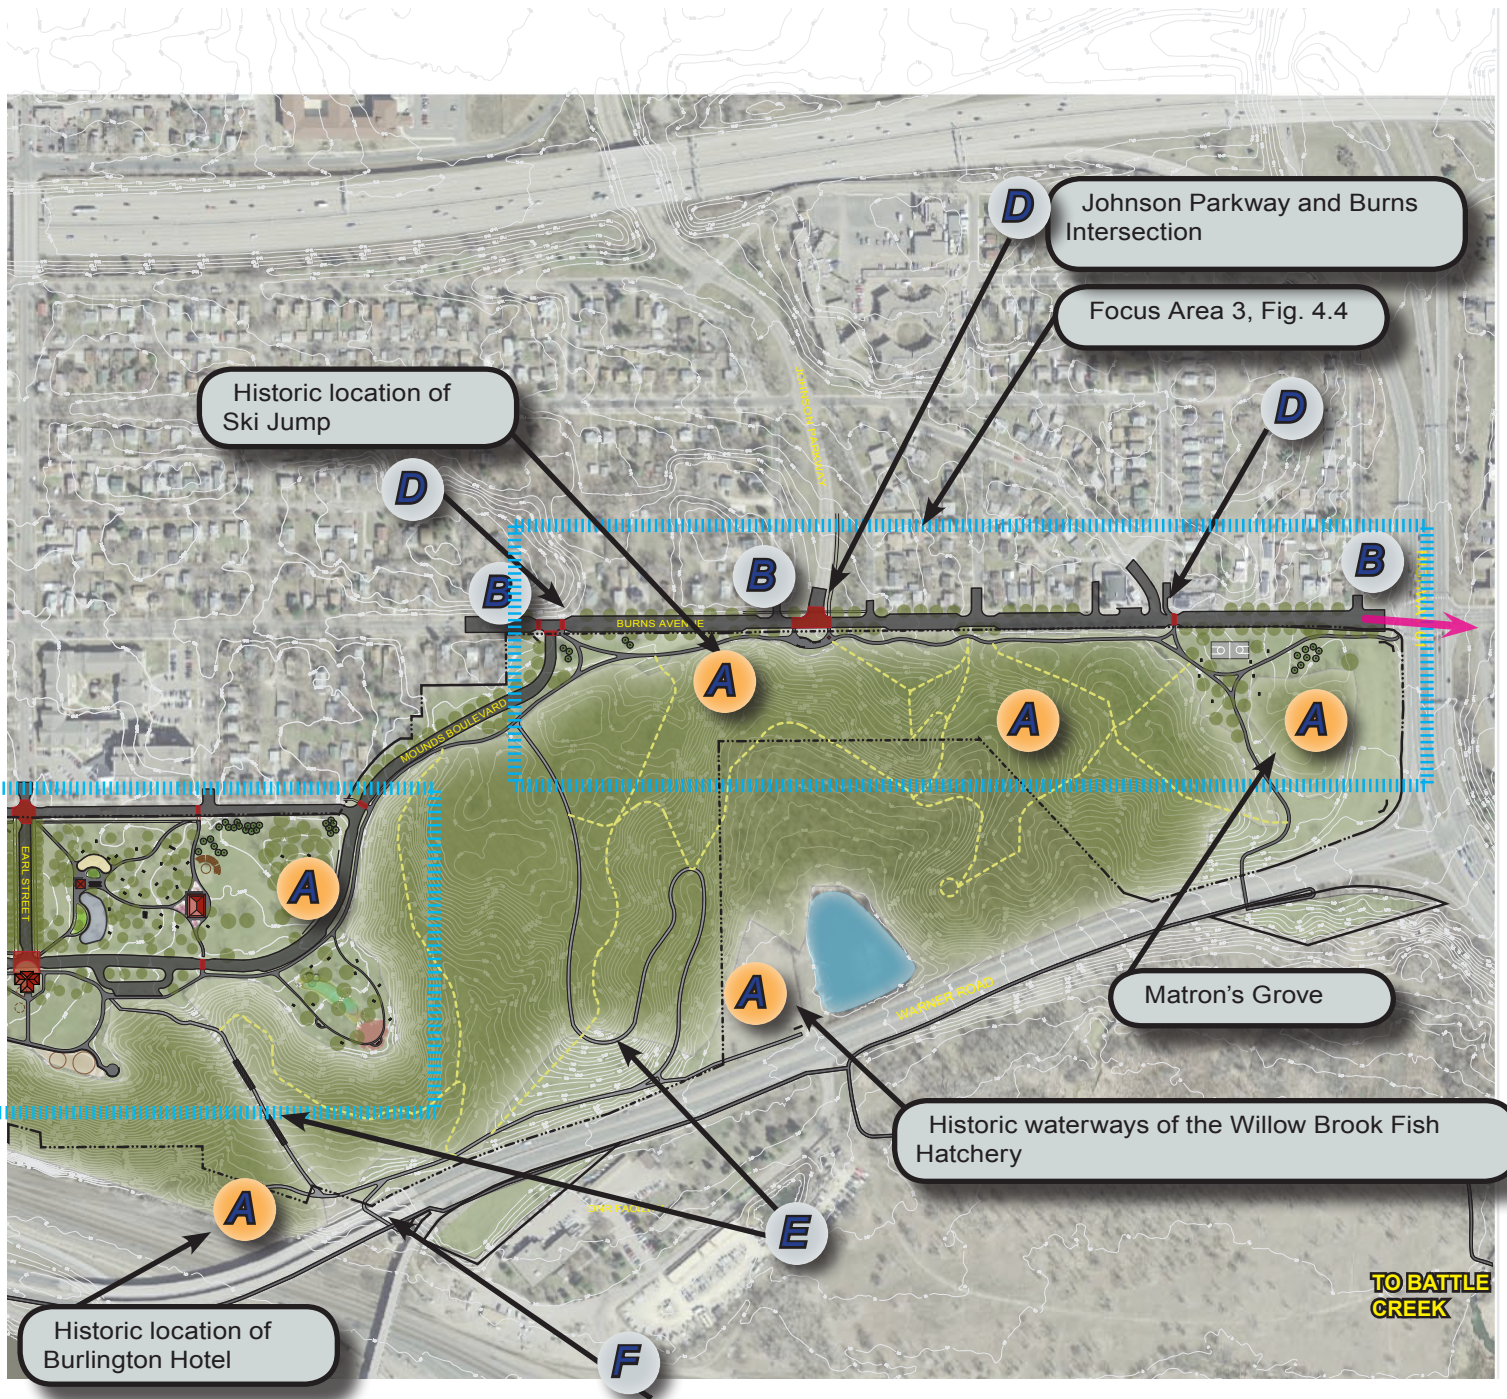 D
Johnson Parkway and Burns
Intersection
Focus Area 3, Fig. 4.4
Historic location of
Ski Jump
D
D
JOHNSON PARKWAY
B
B
B
BURNS AVENUE
A
A
A
MOUNDS BOULEVARD
EARL STREET
A
A
WARNER ROAD
Matron's Grove
Historic waterways of the Willow Brook Fish
Hatchery
A
E
TO BATTLE
CREEK
Historic location of
Burlington Hotel
F